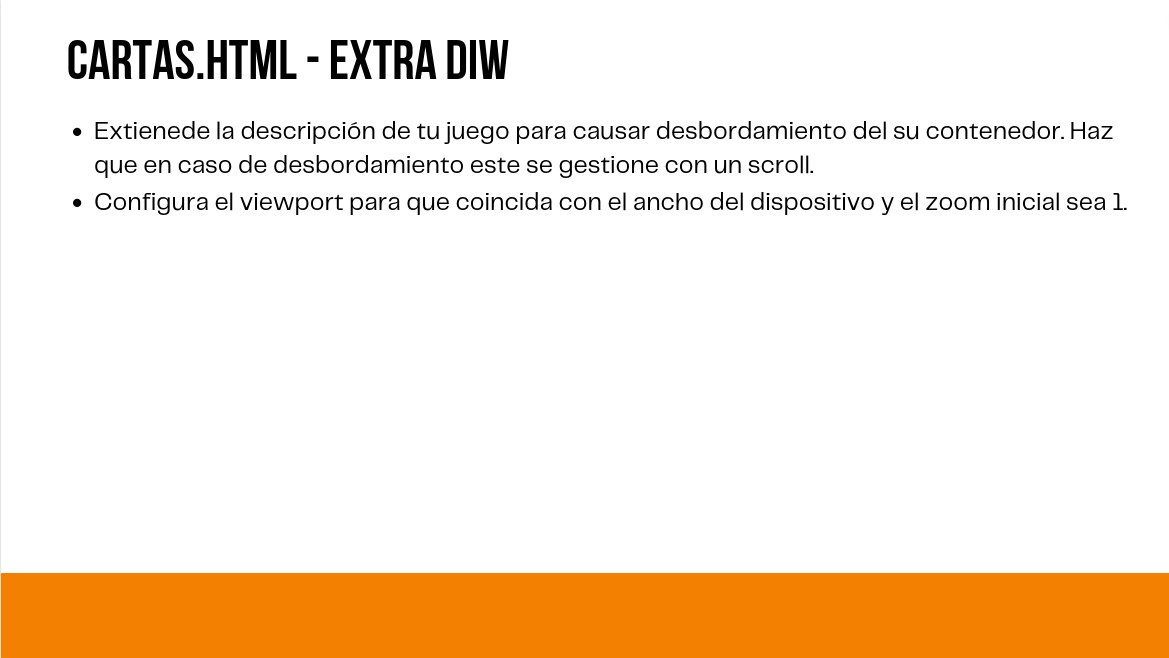 CARTAS.HTML - EXTRA DIW
• Extienede la descripción de tu juego para causar desbordamiento del su contenedor. Haz
que en caso de desbordamiento este se gestione con un scroll.
• Configura el viewport para que coincida con el ancho del dispositivo y el zoom inicial sea 1.